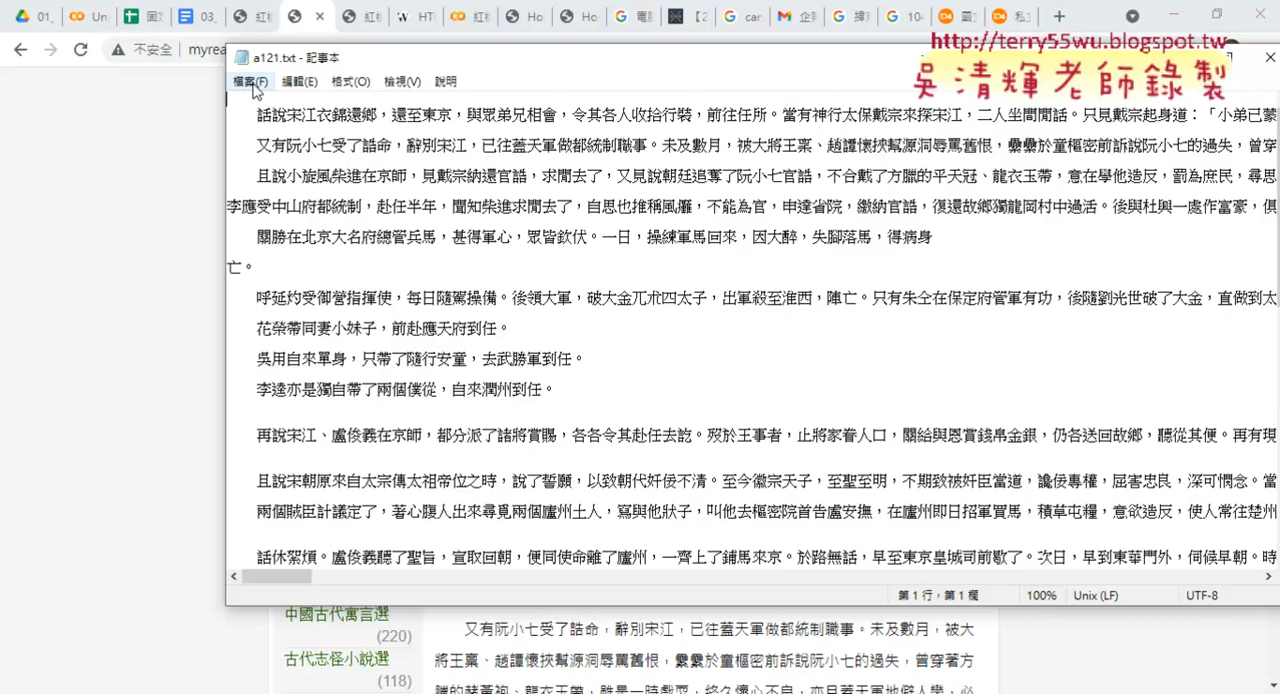 01_
Un
國
03_
紅
紅
HT
紅
Ho
Ho
電
【2
car
企
緯
10
國
私
不安全
myrea
http://terry55wu.blogspot.tw
吳清輝老師錄製
a121.txt - 記事本
檔案(F) 編輯(E) 格式(O) 檢視(V) 說明
話說宋江衣錦還鄉，還至東京，與眾弟兄相會，令其各人收拾行裝，前往任所。當有神行太保戴宗來探宋江，二人坐間閒話。只見戴宗起身道：「小弟已蒙
又有阮小七受了誥命，辭別宋江，已往蓋天軍做都統制職事。未及數月，被大將王稟、趙譚懷挾幫源洞辱罵舊恨，纍纍於童樞密前訴說阮小七的過失，曾穿
且說小旋風柴進在京師，見戴宗納還官誥，求閒去了，又見說朝廷追奪了阮小七官誥，不合戴了方臘的平天冠、龍衣玉帶，意在學他造反，罰為庶民，尋思
李應受中山府都統制，赴任半年，聞知柴進求閒去了，自思也推稱風癱，不能為官，申達省院，繳納官誥，復還故鄉獨龍岡村中過活。後與杜興一處作富豪，俱
關勝在北京大名府總管兵馬，甚得軍心，眾皆欽伏。一日，操練軍馬回來，因大醉，失腳落馬，得病身
亡。
呼延灼受御營指揮使，每日隨駕操備。後領大軍，破大金兀朮四太子，出軍殺至淮西，陣亡。只有朱仝在保定府管軍有功，後隨劉光世破了大金，直做到太
花榮帶同妻小妹子，前赴應天府到任。
吳用自來單身，只帶了隨行安童，去武勝軍到任。
李逵亦是獨自帶了兩個僕從，自來潤州到任。
再說宋江、盧俊義在京師，都分派了諸將賞賜，各各令其赴任去訖。歿於王事者，止將家眷人口，關給與恩賞錢帛金銀，仍各送回故鄉，聽從其便。再有現
且說宋朝原來自太宗傳太祖帝位之時，說了誓願，以致朝代奸佞不清。至今徽宗天子，至聖至明，不期致被奸臣當道，讒佞專權，屈害忠良，深可憫念。當
兩個賊臣計議定了，著心腹人出來尋覓兩個廬州土人，寫與他狀子，叫他去樞密院首告盧安撫，在廬州即日招軍買馬，積草屯糧，意欲造反，使人常往楚州
話休絮煩。盧俊義聽了聖旨，宣取回朝，便同使命離了廬州，一齊上了鋪馬來京。於路無話，早至東京皇城司前歇了。次日，早到東華門外，伺候早朝。時
第 1 行，第 1 欄
100%
Unix (LF)
UTF-8
中國古代寓言選
(220)
古代志怪小說選
(118)
又有阮小七受了誥命，辭別宋江，已往蓋天軍做都統制職事。未及數月，被大
將王稟、趙譚懷挾幫源洞辱罵舊恨，纍纍於童樞密前訴說阮小七的過失，曾穿著方